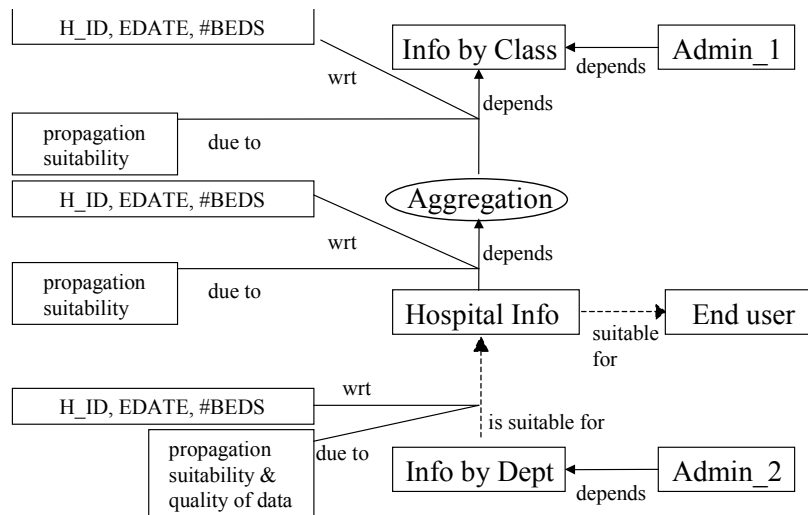 H_ID, EDATE, #BEDS
Info by Class
Admin_1
depends
wrt
depends
propagation
suitability
due to
Aggregation
H_ID, EDATE, #BEDS
wrt
depends
propagation
suitability
due to
Hospital Info
End user
suitable
for
wrt
H_ID, EDATE, #BEDS
is suitable for
propagation
suitability &
quality of data
due to
Info by Dept
Admin_2
depends